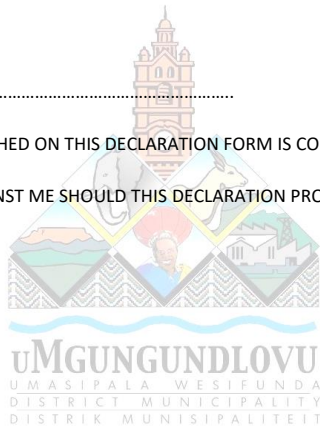 ……………………………………………………..
HED ON THIS DECLARATION FORM IS CO
NST ME SHOULD THIS DECLARATION PRO
UMGUNGUNDLOVU
UMASIPALA WESIFUNDA
DISTRICT MUNICIPALITY
DISTRIK MUNISIPALITEIT